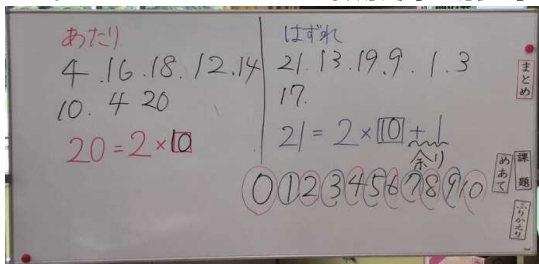 あたり
4.16.18.12.14
10. 4 20
20=2×10
はずれ
21.13.19.9.1.3
17.
21=2×10+1
余り
0①2③4⑤6⑦8⑨10
まとめ
課題
めあて
ふりかえり